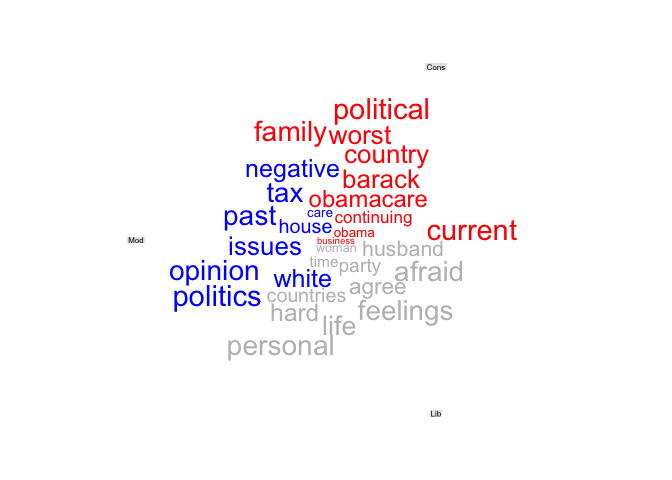 Cons
political
family worst
country
negative
barack
tax
obamacare
care
continuing
past
house
obama
current
business
Mod
issues
woman
husband
time
party
opinion
afraid
white
agree
politics
countries
hard
feelings
life
personal
Lib